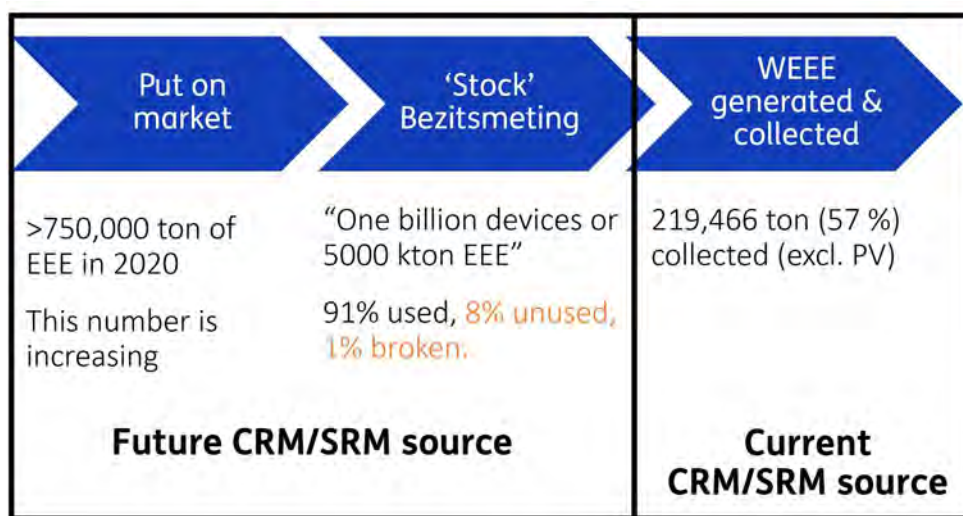 Put on
market
'Stock'
Bezitsmeting
WEEE
generated &
collected
>750,000 ton of
EEE in 2020
This number is
increasing
“One billion devices or
5000 kton EEE”
91% used, 8% unused,
1% broken.
219,466 ton (57 %)
collected (excl. PV)
Future CRM/SRM source
Current
CRM/SRM source